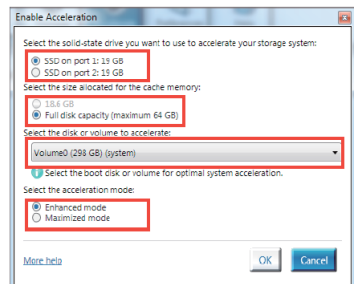 Enable Acceleration
Select the solid-state drive you want to use to accelerate your storage system:
SSD on port 1: 19 GB
SSD on port 2: 19 GB
Select the size allocated for the cache memory:
18.6 GB
Full disk capacity (maximum 64 GB)
Select the disk or volume to accelerate:
Volume0 (298 GB) (system)
Select the boot disk or volume for optimal system acceleration.
Select the acceleration mode:
Enhanced mode
Maximized mode
More help
OK
Cancel